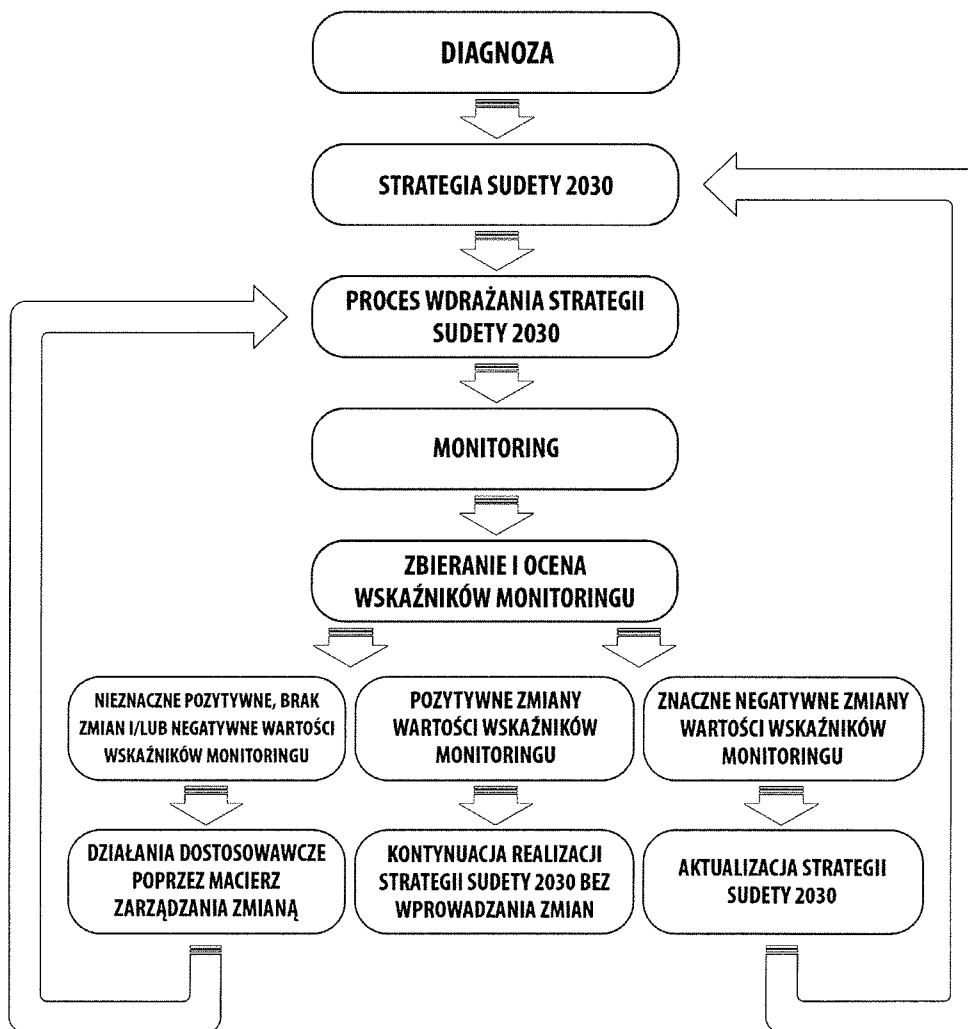 DIAGNOZA
STRATEGIA SUDETY 2030
PROCES WDRAŻANIA STRATEGII
SUDETY 2030
MONITORING
ZBIERANIE I OCENA
WSKAŹNIKÓW MONITORINGU
NIEZNACZNE POZYTYWNE, BRAK
ZMIAN I/LUB NEGATYWNE WARTOŚCI
WSKAŹNIKÓW MONITORINGU
POZYTYWNE ZMIANY
WARTOŚCI WSKAŹNIKÓW
MONITORINGU
ZNACZNE NEGATYWNE ZMIANY
WARTOŚCI WSKAŹNIKÓW
MONITORINGU
DZIAŁANIA DOSTOSOWAWCZE
POPRZEZ MACIERZ
ZARZĄDZANIA ZMIANĄ
KONTYNUACJA REALIZACJI
STRATEGII SUDETY 2030 BEZ
WPROWADZANIA ZMIAN
AKTUALIZACJA STRATEGII
SUDETY 2030